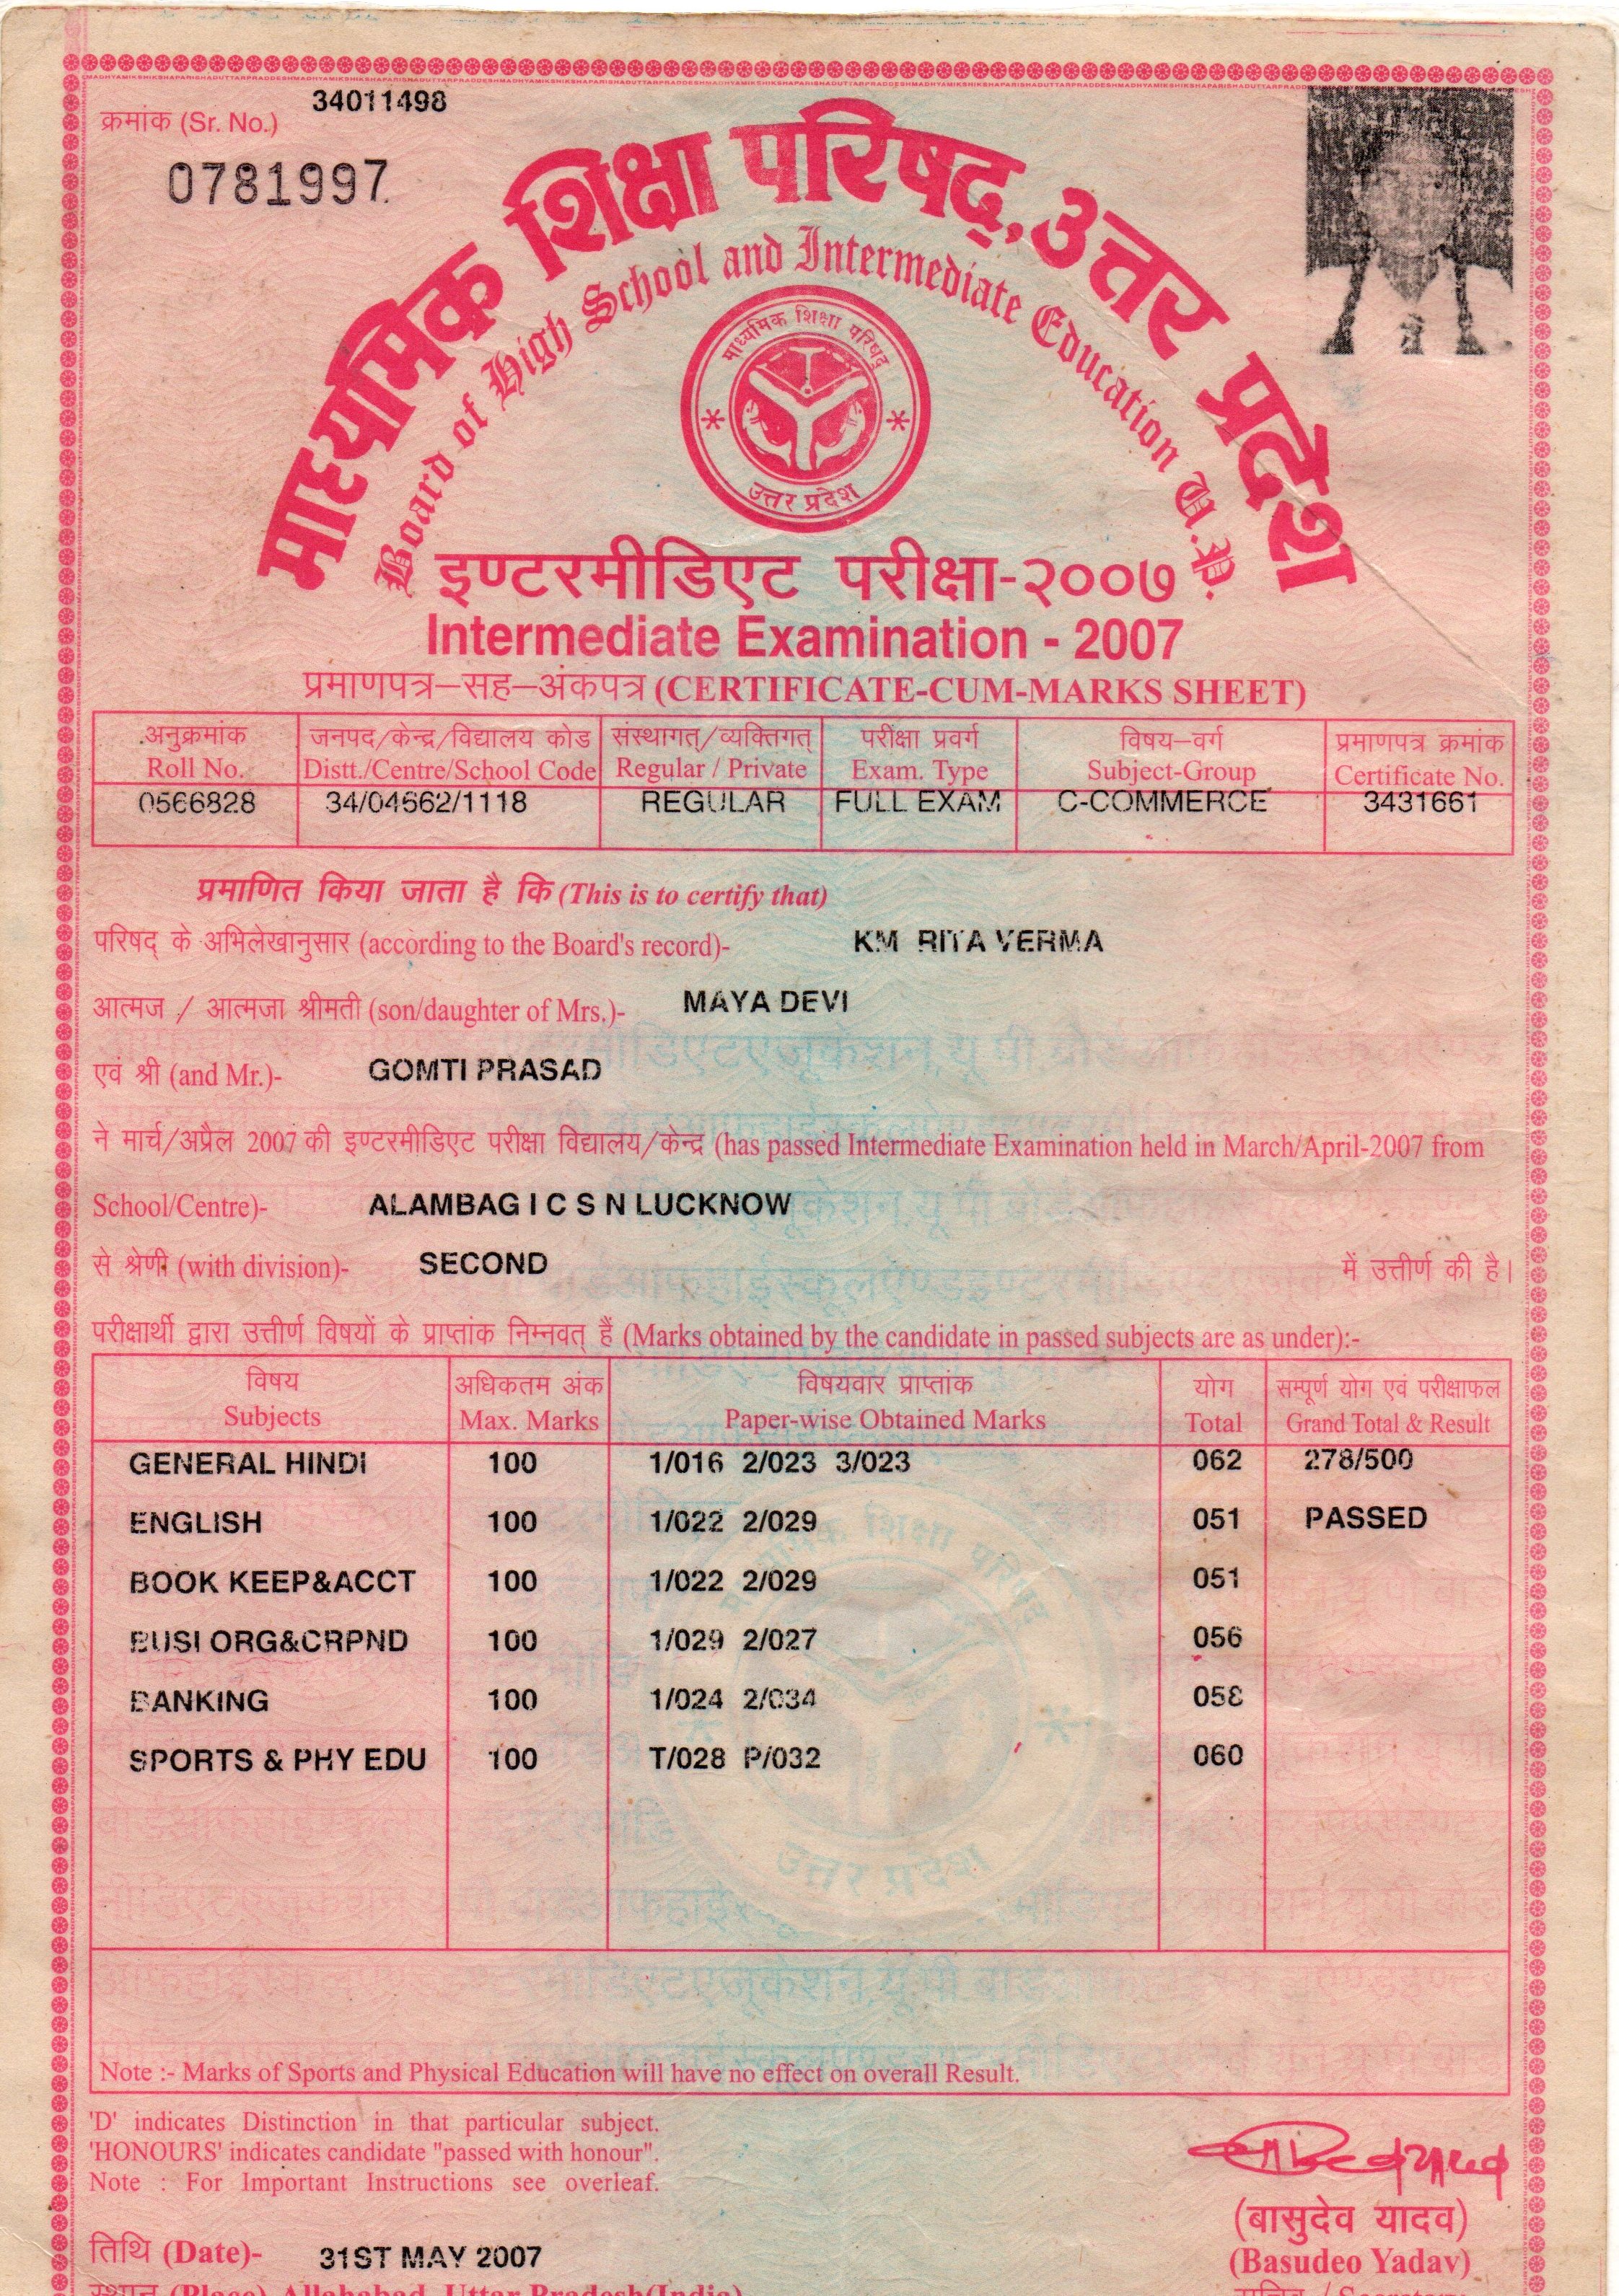 क्रमांक (Sr. No.)
34011498
0781997
माध्यमिक शिक्षा परिषद्, उत्तर प्रदेश
Board of High School and Intermediate Education U.P.
माध्यमिक शिक्षा परिषद्
उत्तर प्रदेश
इण्टरमीडिएट परीक्षा-२००७
Intermediate Examination - 2007
प्रमाणपत्र–सह–अंकपत्र (CERTIFICATE-CUM-MARKS SHEET)
अनुक्रमांक जनपद/केन्द्र/विद्यालय कोड संस्थागत्/व्यक्तिगत् परीक्षा प्रवर्ग विषय–वर्ग प्रमाणपत्र क्रमांक
Roll No. Distt./Centre/School Code Regular / Private Exam. Type Subject-Group Certificate No.
0566828 34/04662/1118 REGULAR FULL EXAM C-COMMERCE 3431661
प्रमाणित किया जाता है कि (This is to certify that)
परिषद् के अभिलेखानुसार (according to the Board's record)- KM RITA VERMA
आत्मज / आत्मजा श्रीमती (son/daughter of Mrs.)- MAYA DEVI
एवं श्री (and Mr.)- GOMTI PRASAD
ने मार्च/अप्रैल 2007 की इण्टरमीडिएट परीक्षा विद्यालय/केन्द्र (has passed Intermediate Examination held in March/April-2007 from
School/Centre)- ALAMBAG I C S N LUCKNOW
से श्रेणी (with division)- SECOND में उत्तीर्ण की है।
परीक्षार्थी द्वारा उत्तीर्ण विषयों के प्राप्तांक निम्नवत् हैं (Marks obtained by the candidate in passed subjects are as under):-
विषय अधिकतम अंक विषयवार प्राप्तांक योग सम्पूर्ण योग एवं परीक्षाफल
Subjects Max. Marks Paper-wise Obtained Marks Total Grand Total & Result
GENERAL HINDI 100 1/016 2/023 3/023 062 278/500
ENGLISH 100 1/022 2/029 051 PASSED
BOOK KEEP&ACCT 100 1/022 2/029 051
BUSI ORG&CRPND 100 1/029 2/027 056
BANKING 100 1/024 2/034 058
SPORTS & PHY EDU 100 T/028 P/032 060
Note :- Marks of Sports and Physical Education will have no effect on overall Result.
'D' indicates Distinction in that particular subject.
'HONOURS' indicates candidate "passed with honour".
Note : For Important Instructions see overleaf.
(बासुदेव यादव)
तिथि (Date)- 31ST MAY 2007
(Basudeo Yadav)
स्थान (Place) Allahabad, Uttar Pradesh(India)
सचिव / Secretary